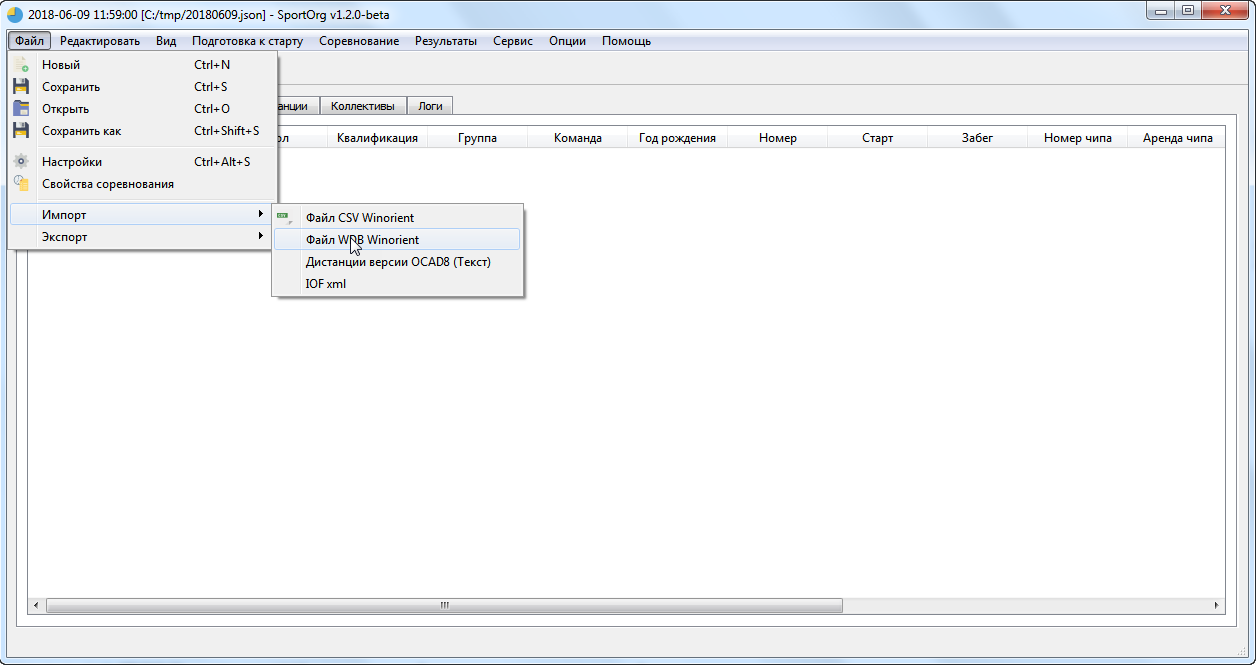 2018-06-09 11:59:00 [C:/tmp/20180609.json] - SportOrg v1.2.0-beta
Файл Редактировать Вид Подготовка к старту Соревнование Результаты Сервис Опции Помощь
Новый Ctrl+N
Сохранить Ctrl+S
Открыть Ctrl+O
Сохранить как Ctrl+Shift+S
Настройки Ctrl+Alt+S
Свойства соревнования
Импорт
Экспорт
анции Коллективы Логи
ол Квалификация Группа Команда Год рождения Номер Старт Забег Номер чипа Аренда чипа
Файл CSV Winorient
Файл WDB Winorient
Дистанции версии OCAD8 (Текст)
IOF xml